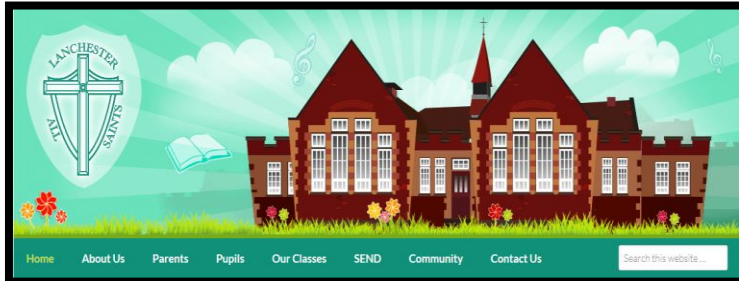 LANCHESTER
ALL SAINTS
Home About Us Parents Pupils Our Classes SEND Community Contact Us Search this website ...